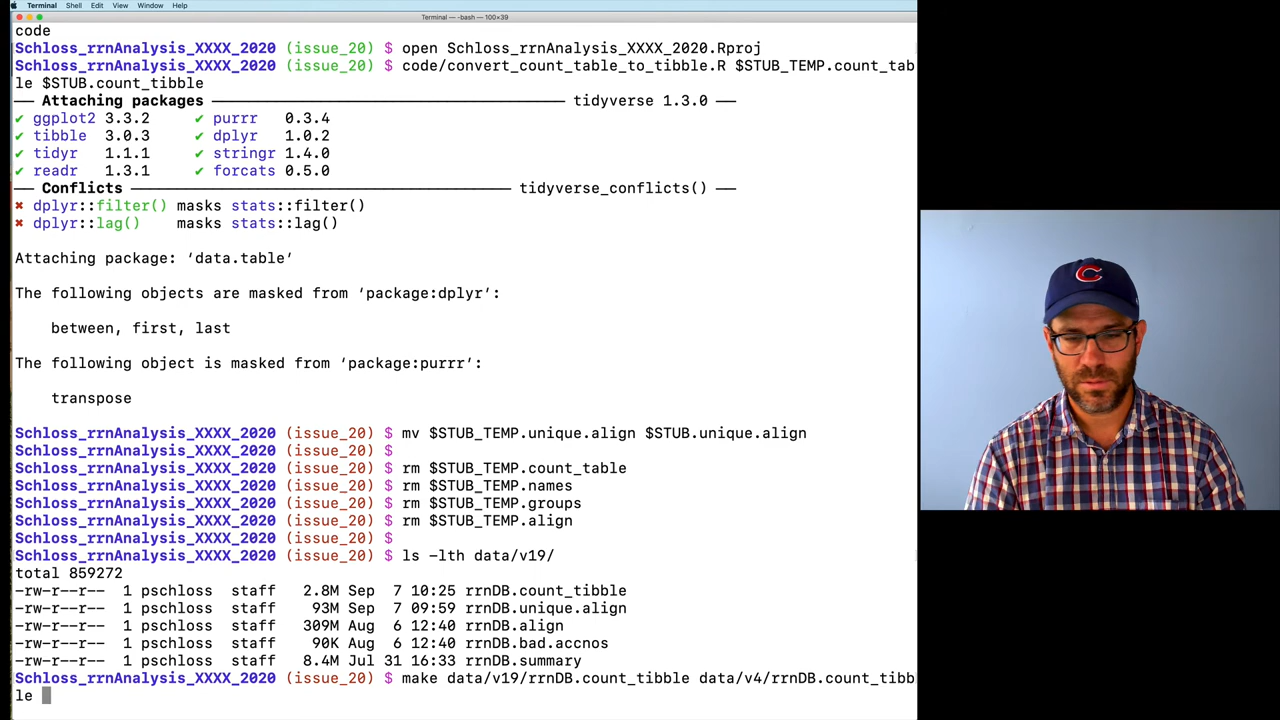 Terminal Shell Edit View Window Help
Terminal — -bash — 100×39
code
Schloss_rrnAnalysis_XXXX_2020 (issue_20) $ open Schloss_rrnAnalysis_XXXX_2020.Rproj
Schloss_rrnAnalysis_XXXX_2020 (issue_20) $ code/convert_count_table_to_tibble.R $STUB_TEMP.count_tab
le $STUB.count_tibble
── Attaching packages ─────────────────────────────────────── tidyverse 1.3.0 ──
✔ ggplot2 3.3.2 ✔ purrr 0.3.4
✔ tibble 3.0.3 ✔ dplyr 1.0.2
✔ tidyr 1.1.1 ✔ stringr 1.4.0
✔ readr 1.3.1 ✔ forcats 0.5.0
── Conflicts ────────────────────────────────────────── tidyverse_conflicts() ──
✖ dplyr::filter() masks stats::filter()
✖ dplyr::lag() masks stats::lag()
Attaching package: ‘data.table’
The following objects are masked from ‘package:dplyr’:
between, first, last
The following object is masked from ‘package:purrr’:
transpose
Schloss_rrnAnalysis_XXXX_2020 (issue_20) $ mv $STUB_TEMP.unique.align $STUB.unique.align
Schloss_rrnAnalysis_XXXX_2020 (issue_20) $
Schloss_rrnAnalysis_XXXX_2020 (issue_20) $ rm $STUB_TEMP.count_table
Schloss_rrnAnalysis_XXXX_2020 (issue_20) $ rm $STUB_TEMP.names
Schloss_rrnAnalysis_XXXX_2020 (issue_20) $ rm $STUB_TEMP.groups
Schloss_rrnAnalysis_XXXX_2020 (issue_20) $ rm $STUB_TEMP.align
Schloss_rrnAnalysis_XXXX_2020 (issue_20) $
Schloss_rrnAnalysis_XXXX_2020 (issue_20) $ ls -lth data/v19/
total 859272
-rw-r--r-- 1 pschloss staff 2.8M Sep 7 10:25 rrnDB.count_tibble
-rw-r--r-- 1 pschloss staff 93M Sep 7 09:59 rrnDB.unique.align
-rw-r--r-- 1 pschloss staff 309M Aug 6 12:40 rrnDB.align
-rw-r--r-- 1 pschloss staff 90K Aug 6 12:40 rrnDB.bad.accnos
-rw-r--r-- 1 pschloss staff 8.4M Jul 31 16:33 rrnDB.summary
Schloss_rrnAnalysis_XXXX_2020 (issue_20) $ make data/v19/rrnDB.count_tibble data/v4/rrnDB.count_tibb
le
C